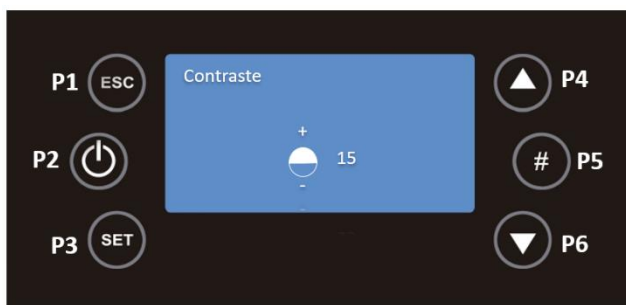 P1 ESC
Contraste
P4
P2
+
15
-
# P5
P3 SET
P6